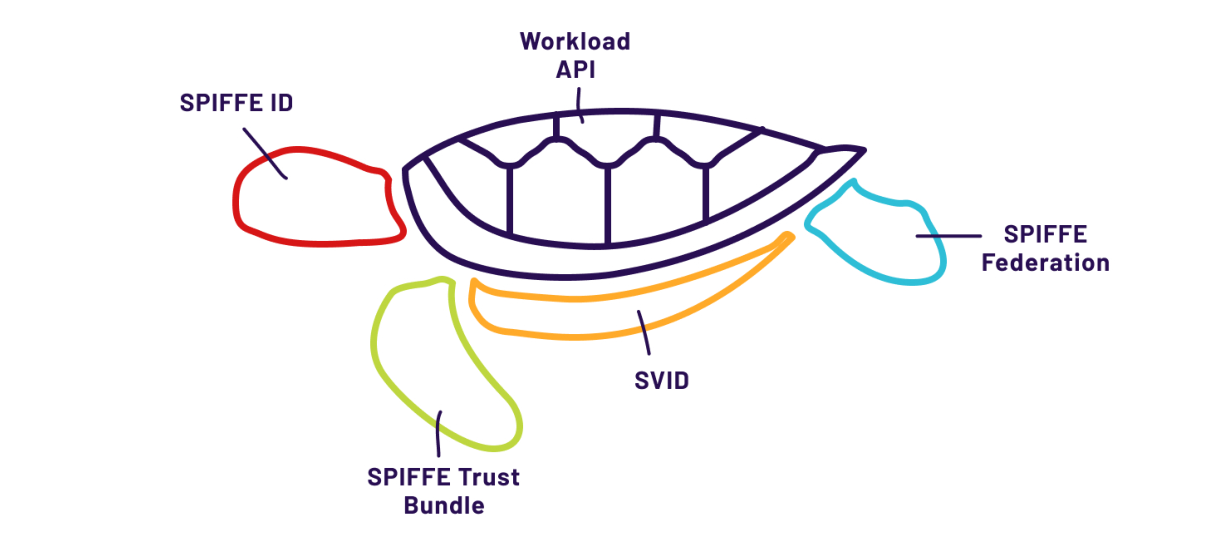 Workload
API
SPIFFE ID
SPIFFE
Federation
SVID
SPIFFE Trust
Bundle